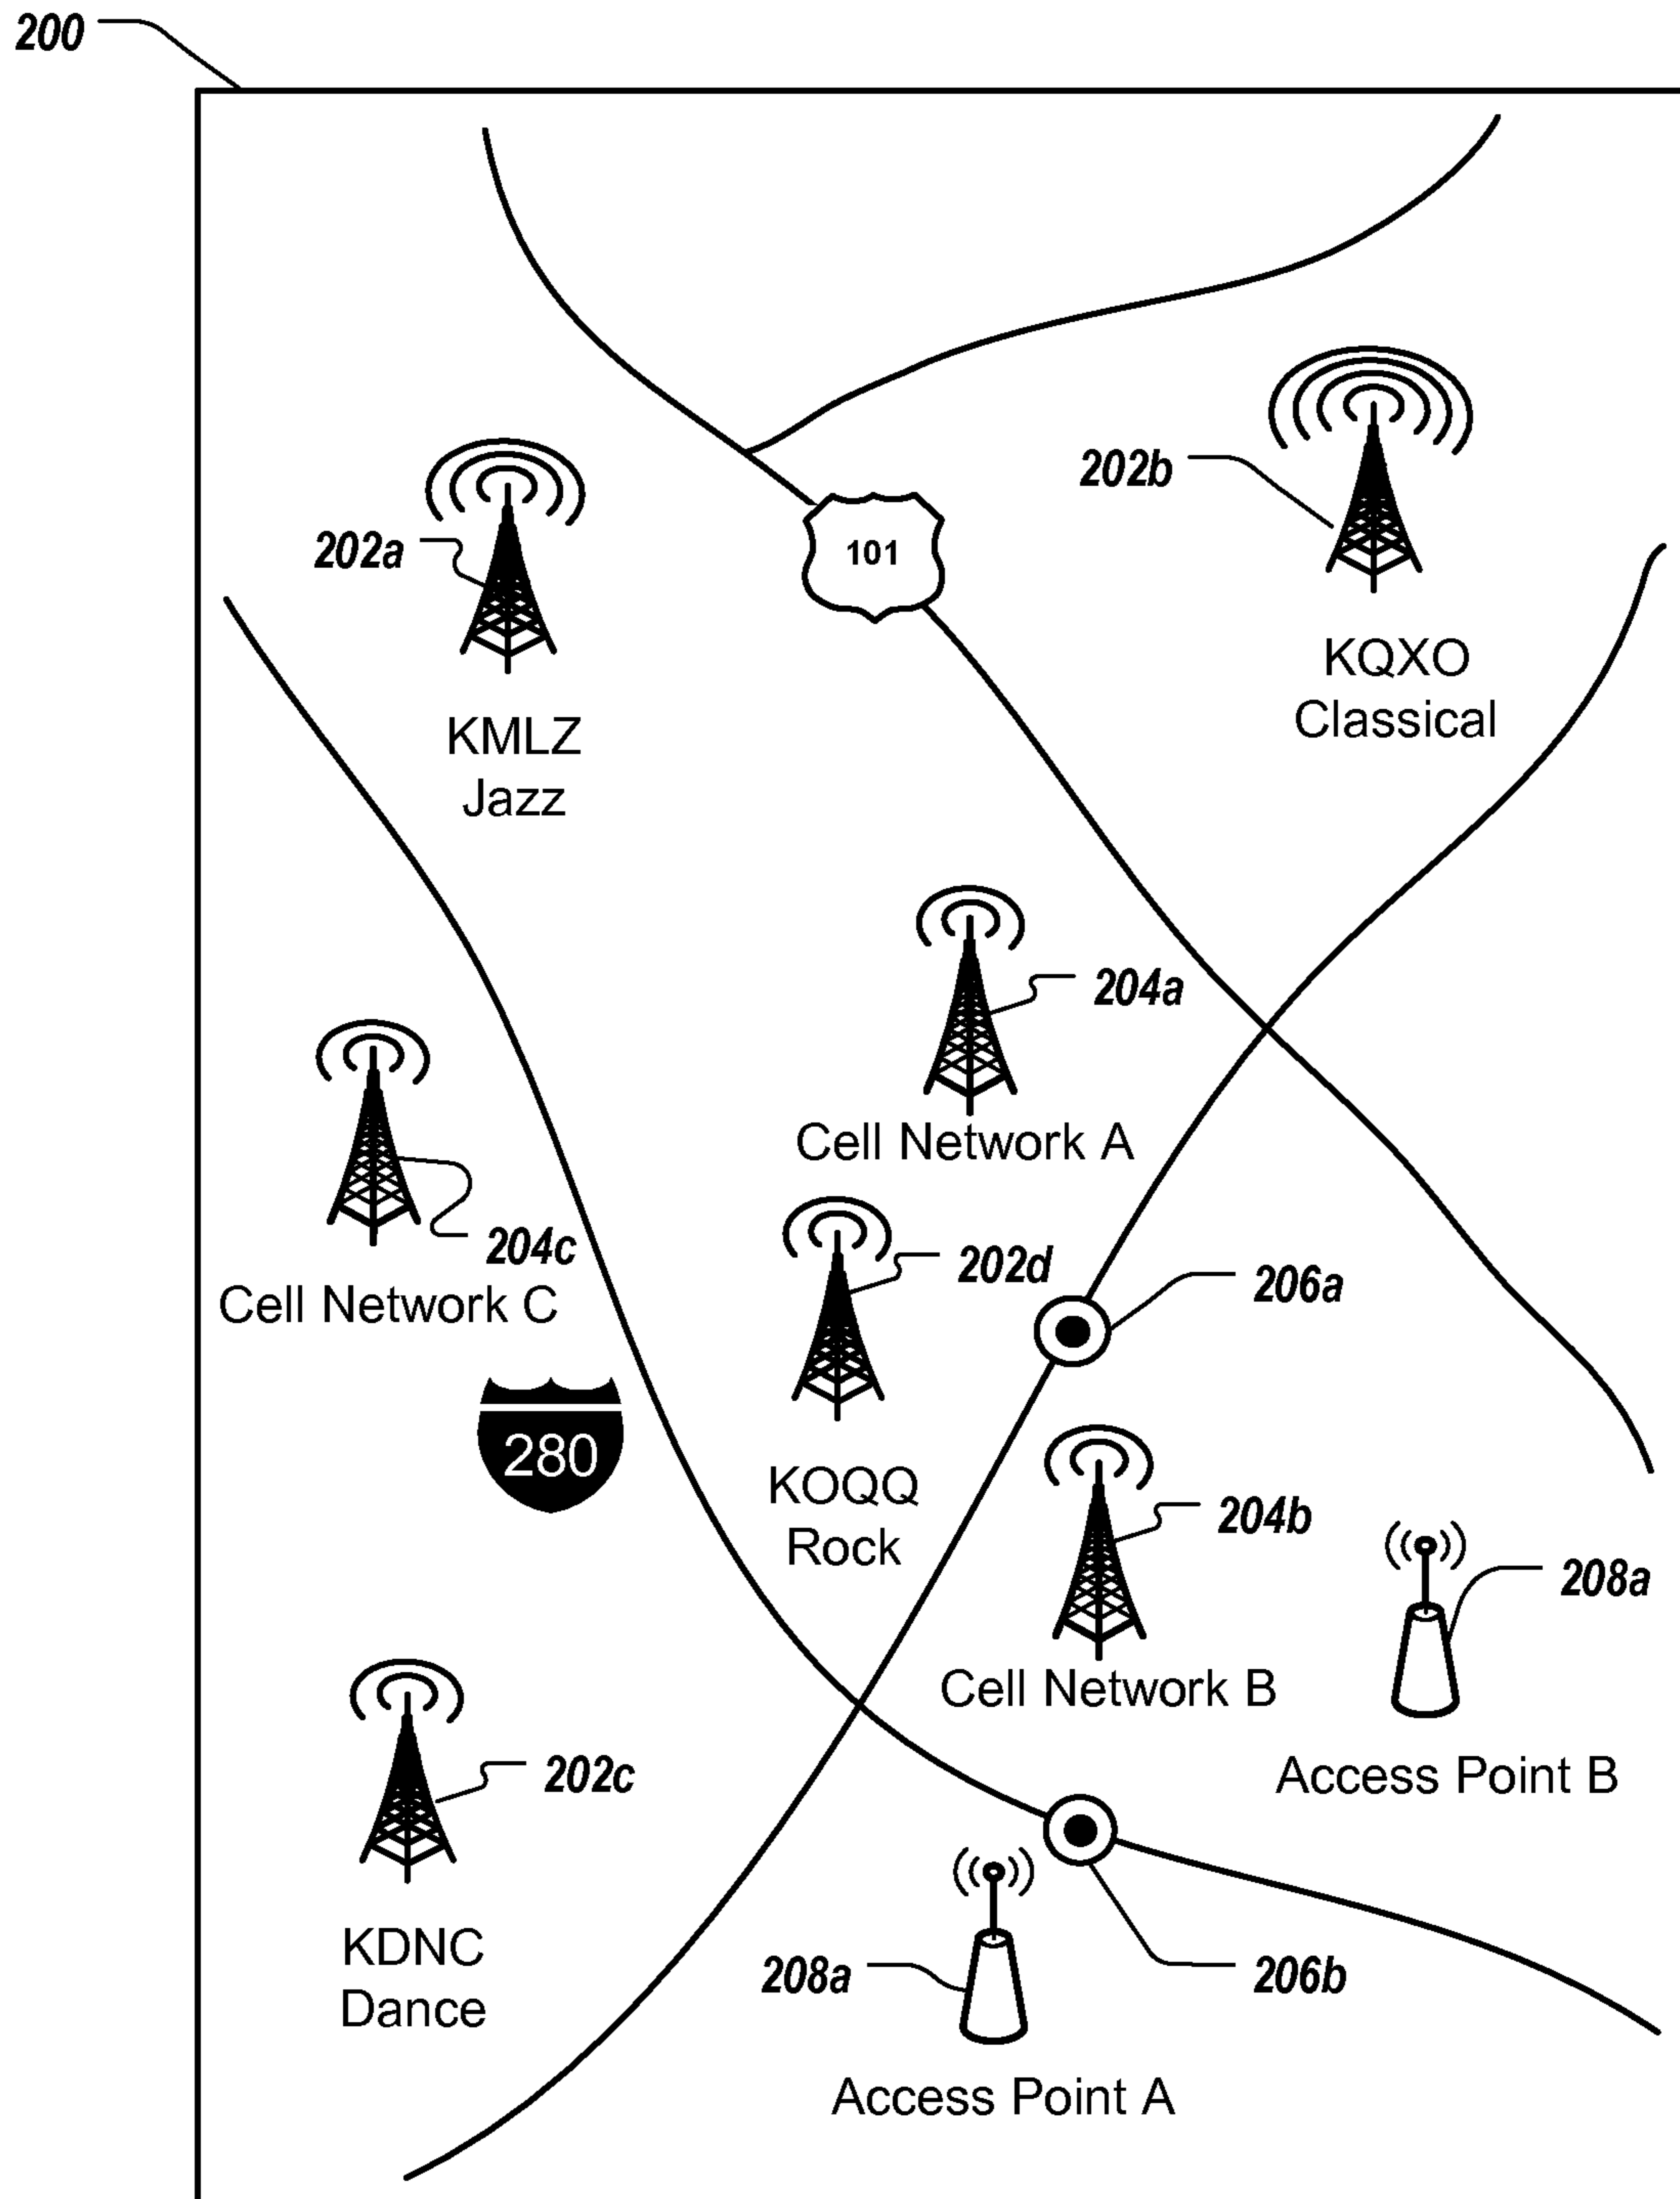 200
202b
101
202a
KQXO
Classical
KMLZ
Jazz
204a
Cell Network A
204c
Cell Network C
202d
206a
280
KOQQ
Rock
204b
208a
Cell Network B
202c
Access Point B
KDNC
Dance
208a
206b
Access Point A